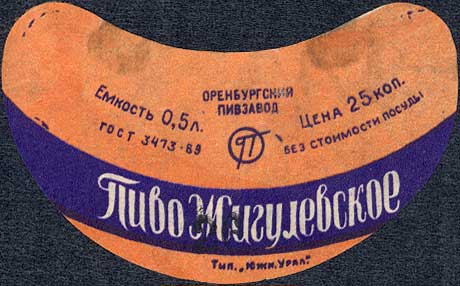 ОРЕНБУРГСКИЙ
ПИВЗАВОД
Емкость 0,5л.
ГОСТ 3473-69
Цена 25 коп.
БЕЗ СТОИМОСТИ ПОСУДЫ
Пиво Жигулевское
Тип. „Южн. Урал"